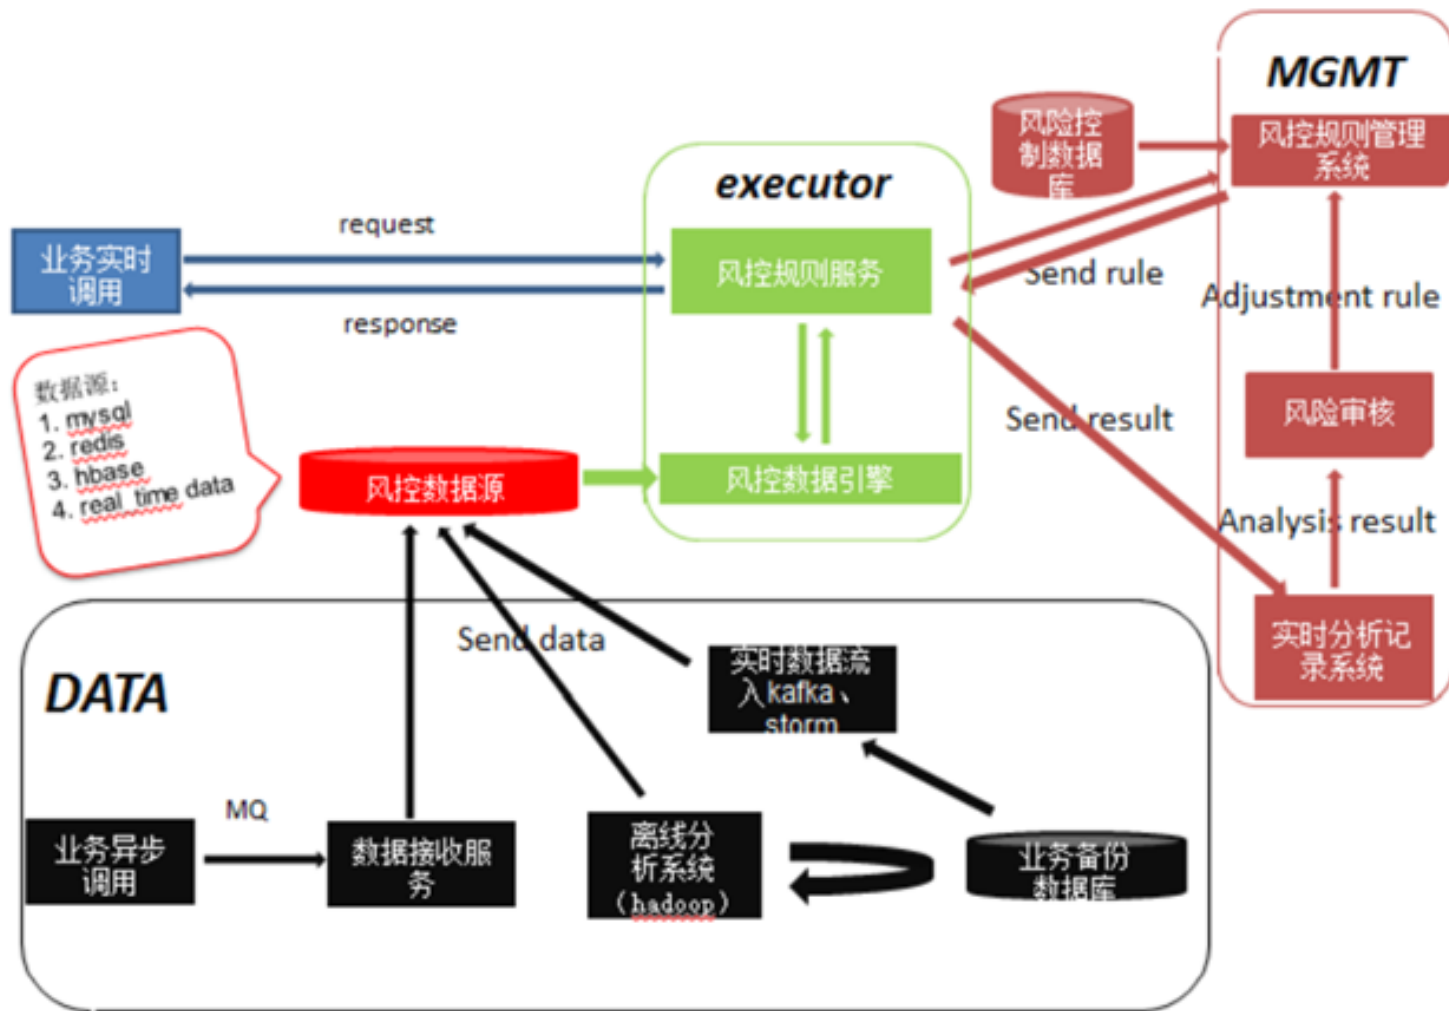 MGMT
风险控
制数据
库
风控规则管理
系统
executor
request
业务实时
调用
风控规则服务
Send rule
Adjustment rule
response
数据源：
1. mysql
2. redis
3. hbase
4. real_time data
Send result
风险审核
风控数据源
风控数据引擎
Analysis result
Send data
实时分析记
录系统
DATA
实时数据流
入kafka、
storm
MQ
业务异步
调用
数据接收服
务
离线分
析系统
（hadoop）
业务备份
数据库